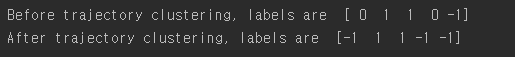 Before trajectory clustering, labels are  [ 0  1  1  0 -1]
After trajectory clustering, labels are  [-1  1  1 -1 -1]